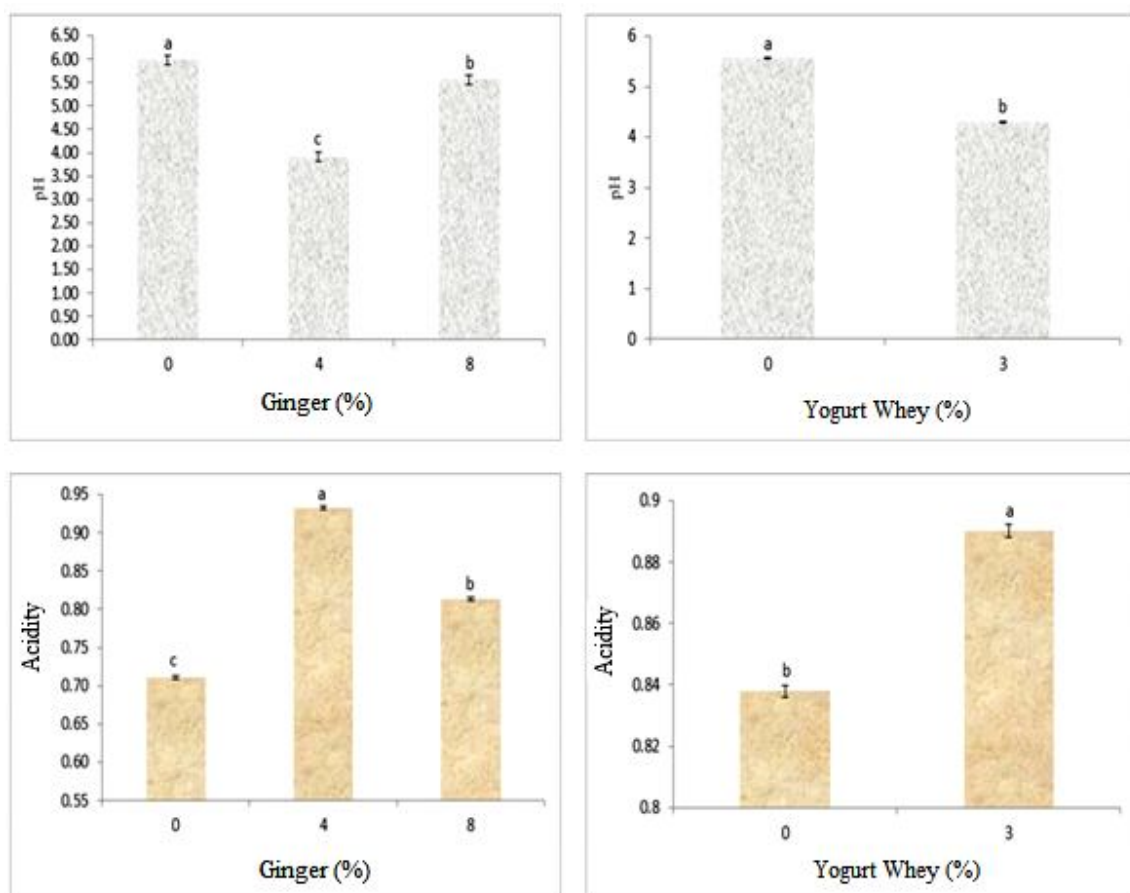 6.50
6.00
5.50
5.00
4.50
4.00
3.50
3.00
2.50
2.00
1.50
1.00
0.50
0.00
pH
a
c
b
0 4 8
Ginger (%)
6
5
4
3
2
1
0
pH
a
b
0 3
Yogurt Whey (%)
0.95
0.90
0.85
0.80
0.75
0.70
0.65
0.60
0.55
Acidity
c
a
b
0 4 8
Ginger (%)
0.9
0.88
0.86
0.84
0.82
0.8
Acidity
b
a
0 3
Yogurt Whey (%)